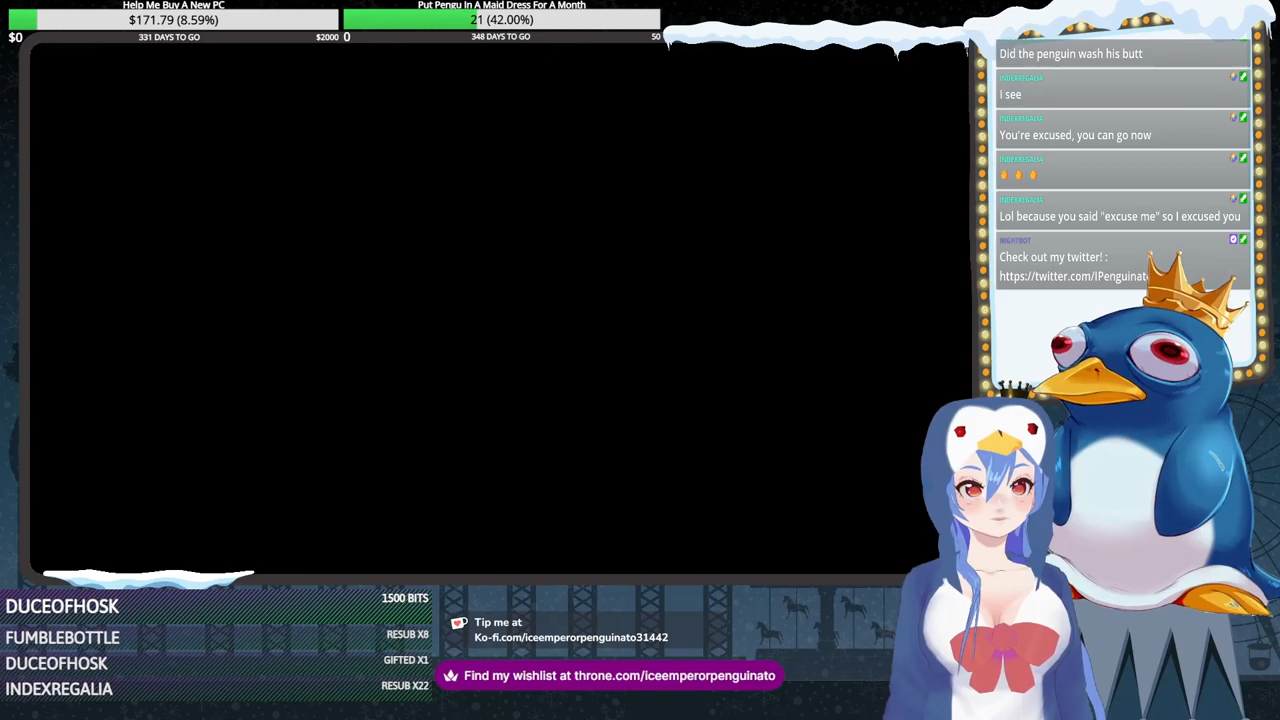 Help Me Buy A New PC
$171.79 (8.59%)
$0
331 DAYS TO GO
$2000
Put Pengu In A Maid Dress For A Month
21 (42.00%)
0
348 DAYS TO GO
50
Did the penguin wash his butt
INDEXREGALIA
I see
INDEXREGALIA
You're excused, you can go now
INDEXREGALIA
INDEXREGALIA
Lol because you said "excuse me" so I excused you
NIGHTBOT
Check out my twitter! :
https://twitter.com/IPenguinat
DUCEOFHOSK
1500 BITS
FUMBLEBOTTLE
RESUB X8
DUCEOFHOSK
GIFTED X1
INDEXREGALIA
RESUB X22
Tip me at
Ko-fi.com/iceemperorpenguinato31442
Find my wishlist at throne.com/iceemperorpenguinato